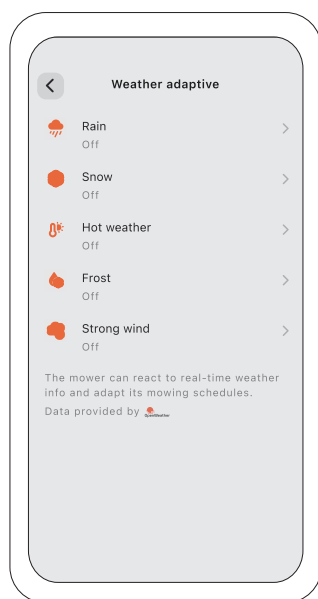 Weather adaptive
Rain
Off
Snow
Off
Hot weather
Off
Frost
Off
Strong wind
Off
The mower can react to real-time weather
info and adapt its mowing schedules.
Data provided by OpenWeather